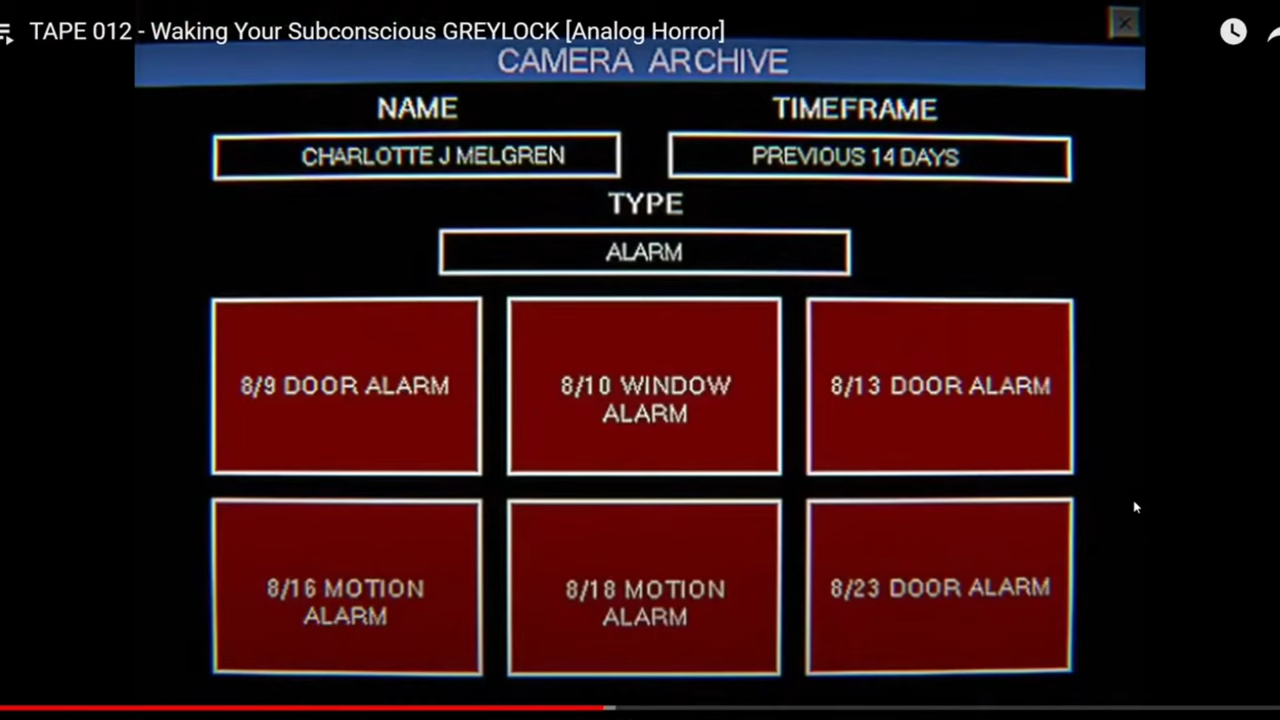 TAPE 012 - Waking Your Subconscious GREYLOCK [Analog Horror]
CAMERA ARCHIVE
NAME
TIMEFRAME
CHARLOTTE J MELGREN
PREVIOUS 14 DAYS
TYPE
ALARM
8/9 DOOR ALARM
8/10 WINDOW
ALARM
8/13 DOOR ALARM
8/16 MOTION
ALARM
8/18 MOTION
ALARM
8/23 DOOR ALARM